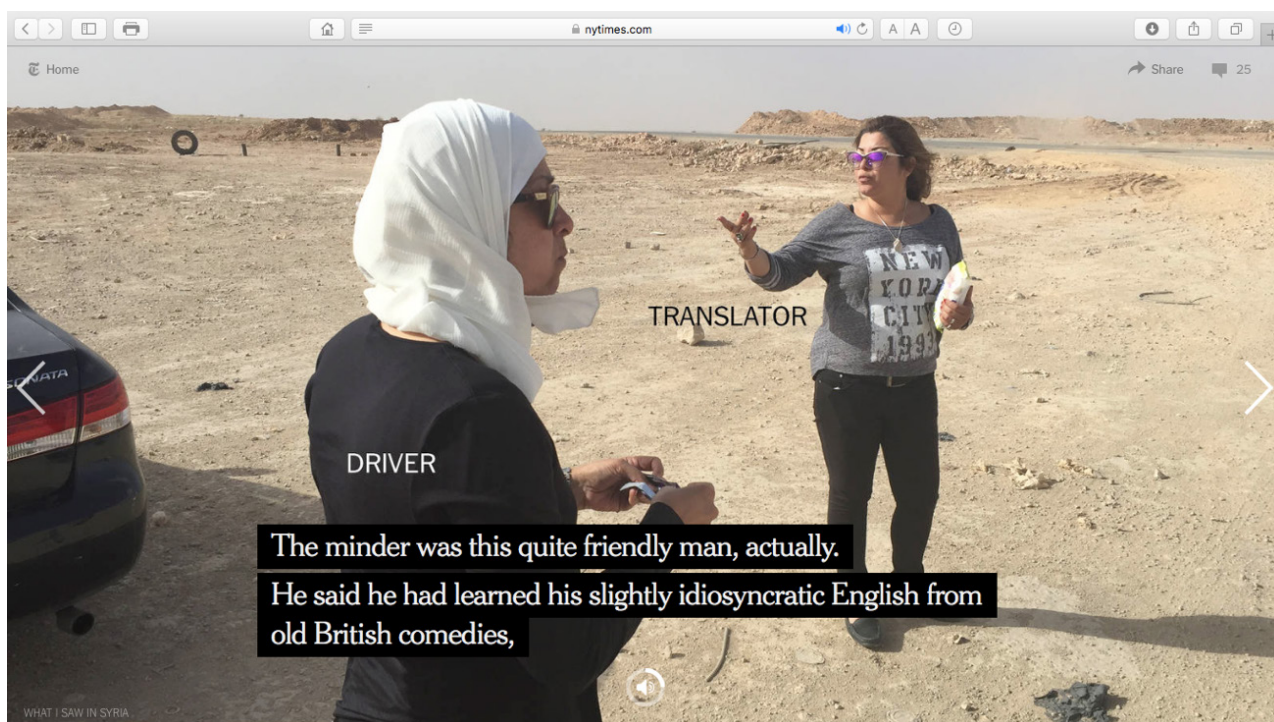 nytimes.com
A A
Home
Share 25
NEW
YORK
CITY
1993
TRANSLATOR
SONATA
DRIVER
The minder was this quite friendly man, actually.
He said he had learned his slightly idiosyncratic English from
old British comedies,
WHAT I SAW IN SYRIA